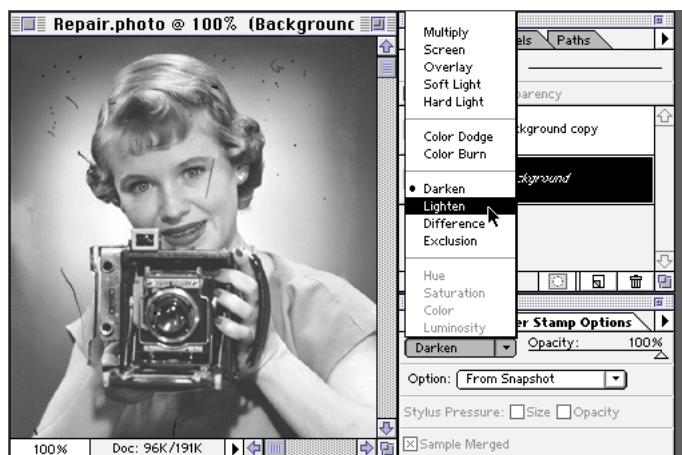 Repair.photo @ 100% (Backgrounc
100%
Doc: 96K/191K
Multiply
Screen
Overlay
Soft Light
Hard Light
Color Dodge
Color Burn
Darken
Lighten
Difference
Exclusion
Hue
Saturation
Color
Luminosity
els
Paths
arency
kground copy
ckground
er Stamp Options
Darken
Opacity: 100%
Option: From Snapshot
Stylus Pressure: Size Opacity
Sample Merged